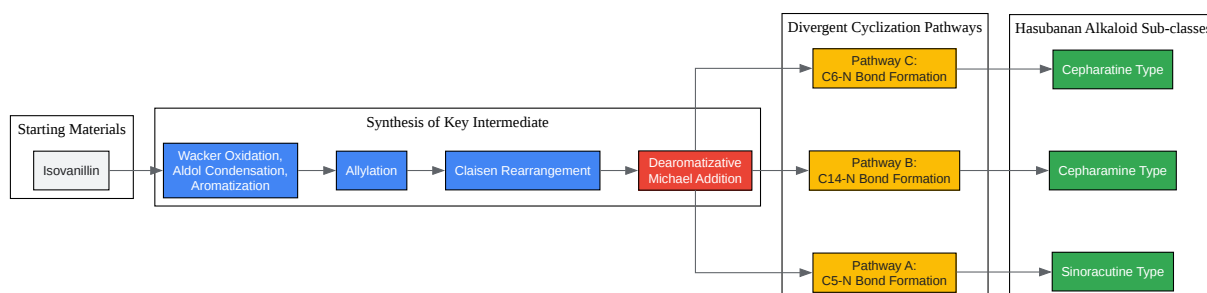 Starting Materials
Isovanillin
Synthesis of Key Intermediate
Wacker Oxidation,
Aldol Condensation,
Aromatization
Allylation
Claisen Rearrangement
Dearomatizative
Michael Addition
Divergent Cyclization Pathways
Pathway C:
C6-N Bond Formation
Pathway B:
C14-N Bond Formation
Pathway A:
C5-N Bond Formation
Hasubanan Alkaloid Sub-classes
Cepharatine Type
Cepharamine Type
Sinoracutine Type